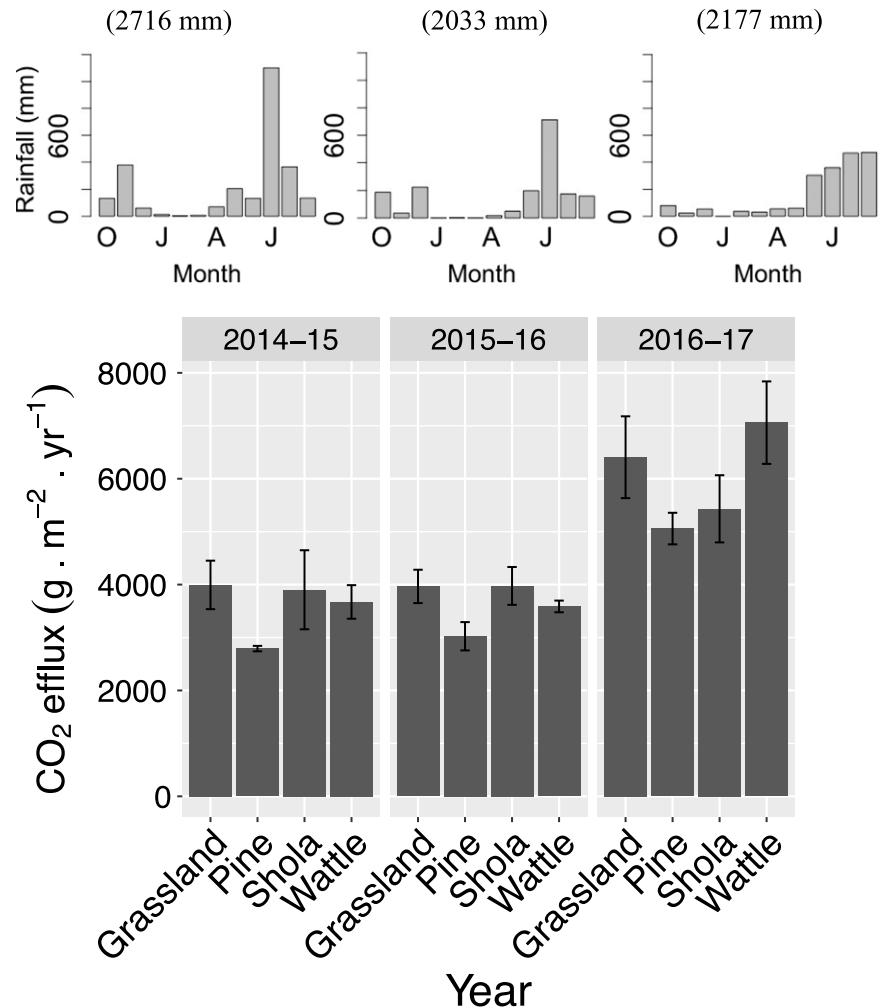 (2716 mm) (2033 mm) (2177 mm)
Rainfall (mm)
600
0
600
0
600
0
O J A J
O J A J
O J A J
Month Month Month
2014−15 2015−16 2016−17
CO₂ efflux (g . m⁻² . yr⁻¹)
8000
6000
4000
2000
0
Grassland Pine Shola Wattle
Grassland Pine Shola Wattle
Grassland Pine Shola Wattle
Year